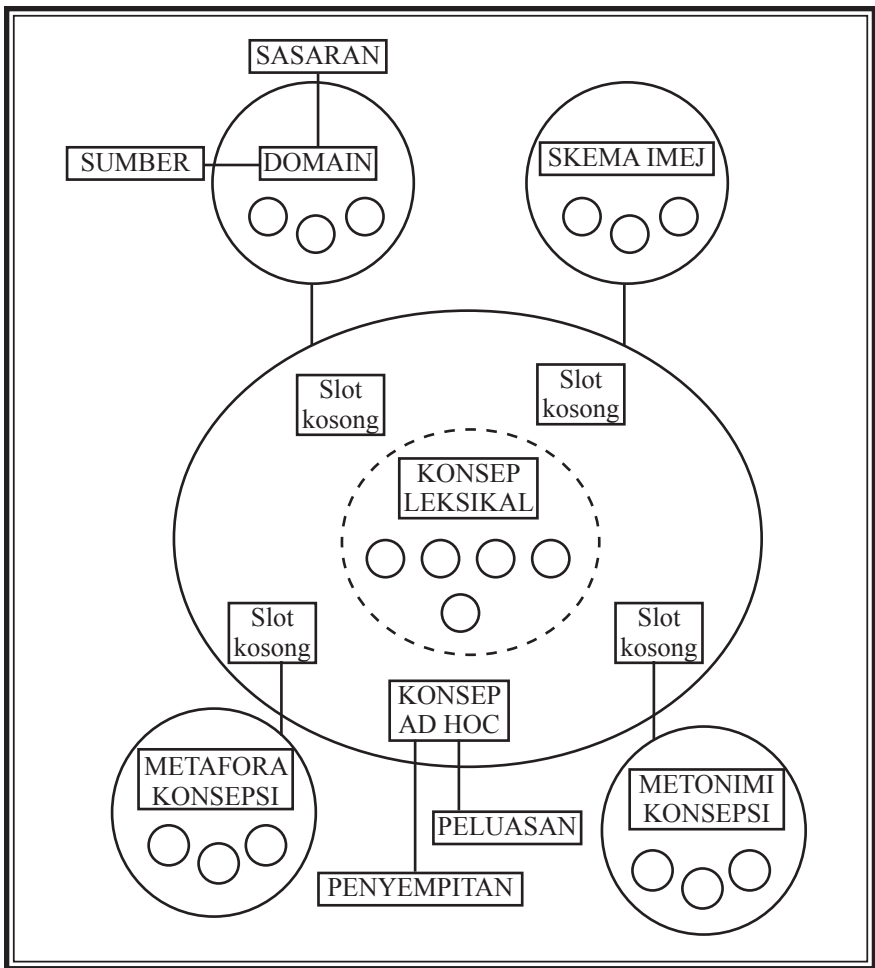 SASARAN
SUMBER
DOMAIN
SKEMA IMEJ
Slot
kosong
Slot
kosong
KONSEP
LEKSIKAL
Slot
kosong
Slot
kosong
KONSEP
AD HOC
METAFORA
KONSEPSI
METONIMI
KONSEPSI
PELUASAN
PENYEMPITAN